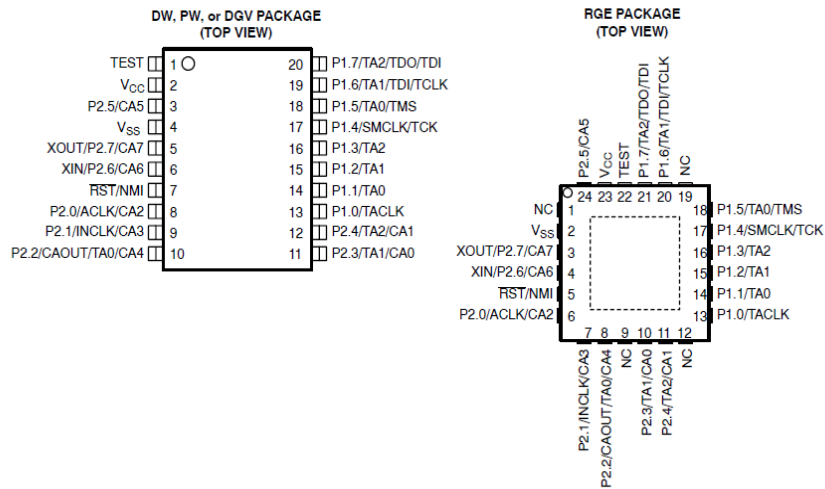 DW, PW, or DGV PACKAGE
(TOP VIEW)
TEST 1 20 P1.7/TA2/TDO/TDI
VCC 2 19 P1.6/TA1/TDI/TCLK
P2.5/CA5 3 18 P1.5/TA0/TMS
VSS 4 17 P1.4/SMCLK/TCK
XOUT/P2.7/CA7 5 16 P1.3/TA2
XIN/P2.6/CA6 6 15 P1.2/TA1
RST/NMI 7 14 P1.1/TA0
P2.0/ACLK/CA2 8 13 P1.0/TACLK
P2.1/INCLK/CA3 9 12 P2.4/TA2/CA1
P2.2/CAOUT/TA0/CA4 10 11 P2.3/TA1/CA0
RGE PACKAGE
(TOP VIEW)
P2.5/CA5
VCC
TEST
P1.7/TA2/TDO/TDI
P1.6/TA1/TDI/TCLK
NC
24 23 22 21 20 19
NC 1 18 P1.5/TA0/TMS
VSS 2 17 P1.4/SMCLK/TCK
XOUT/P2.7/CA7 3 16 P1.3/TA2
XIN/P2.6/CA6 4 15 P1.2/TA1
RST/NMI 5 14 P1.1/TA0
P2.0/ACLK/CA2 6 13 P1.0/TACLK
7 8 9 10 11 12
P2.1/INCLK/CA3
P2.2/CAOUT/TA0/CA4
NC
P2.3/TA1/CA0
P2.4/TA2/CA1
NC